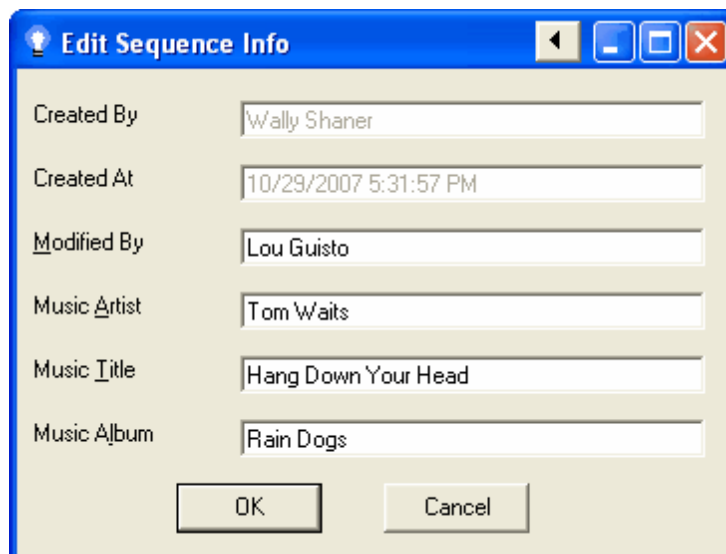 Edit Sequence Info
Created By Wally Shaner
Created At 10/29/2007 5:31:57 PM
Modified By Lou Guisto
Music Artist Tom Waits
Music Title Hang Down Your Head
Music Album Rain Dogs
OK Cancel